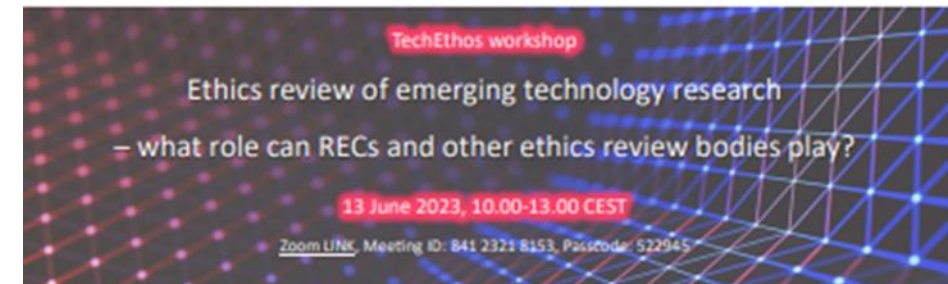 TechEthos workshop
Ethics review of emerging technology research
– what role can RECs and other ethics review bodies play?
13 June 2023, 10.00-13.00 CEST
Zoom LINK, Meeting ID: 841 2321 8153, Passcode: 522945